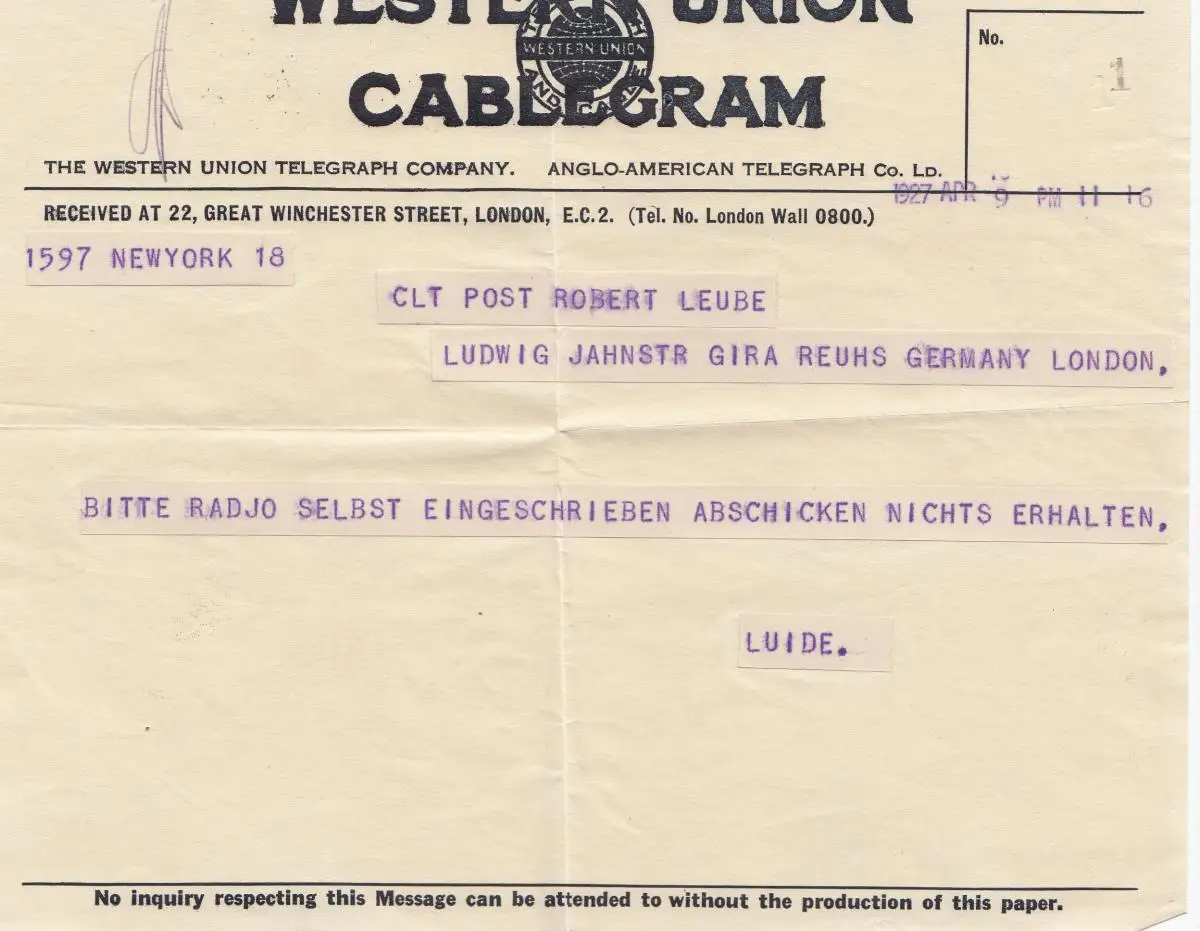 WESTERN UNION
WESTERN UNION
CABLEGRAM
No.
1
THE WESTERN UNION TELEGRAPH COMPANY. ANGLO-AMERICAN TELEGRAPH Co. LD.
1927 APR 9 PM 11 16
RECEIVED AT 22, GREAT WINCHESTER STREET, LONDON, E.C.2. (Tel. No. London Wall 0800.)
1597 NEWYORK 18
CLT POST ROBERT LEUBE
LUDWIG JAHNSTR GIRA REUHS GERMANY LONDON.
BITTE RADJO SELBST EINGESCHRIEBEN ABSCHICKEN NICHTS ERHALTEN.
LUIDE.
No inquiry respecting this Message can be attended to without the production of this paper.